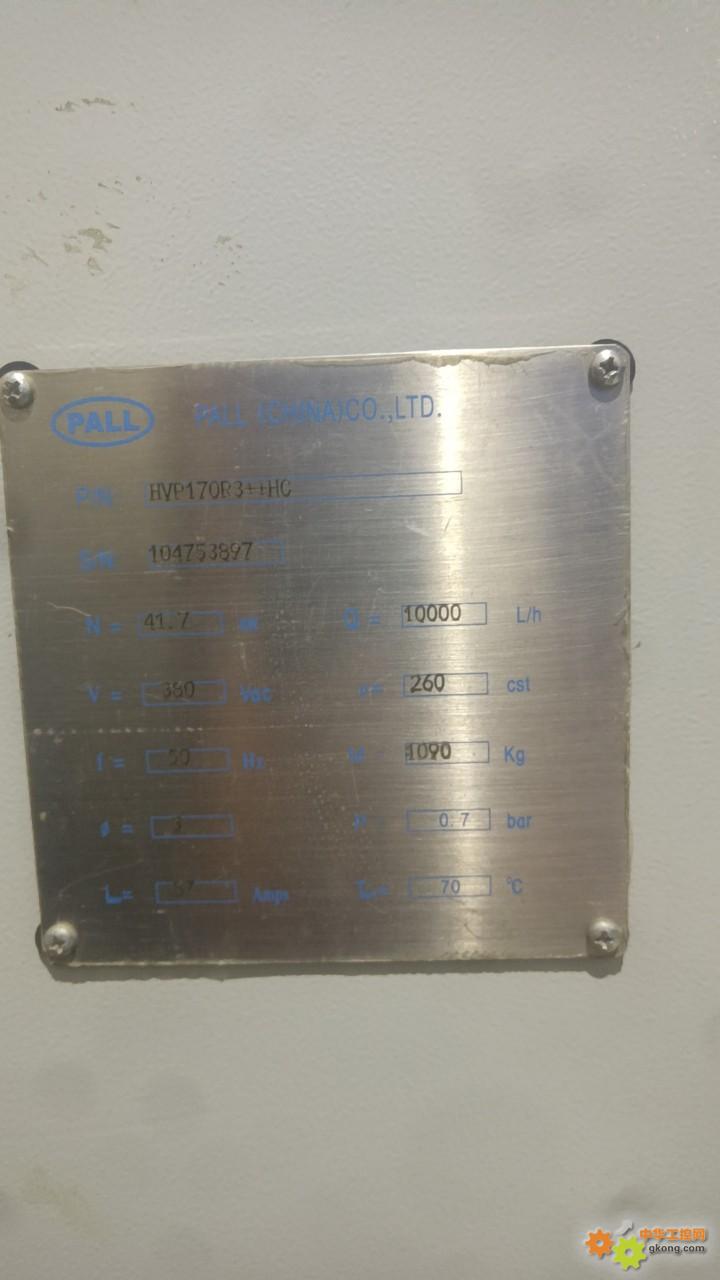 PALL PALL (CHINA)CO.,LTD.
P/N: HVP170R3++HC
S/N: 104753897
N = 41.7 KW Q = 10000 L/h
V = 380 Vac ν= 260 cst
f = 50 Hz M 1090 Kg
ø = 3 0.7 bar
Amps 70 °C
中华工控网
gkong.com